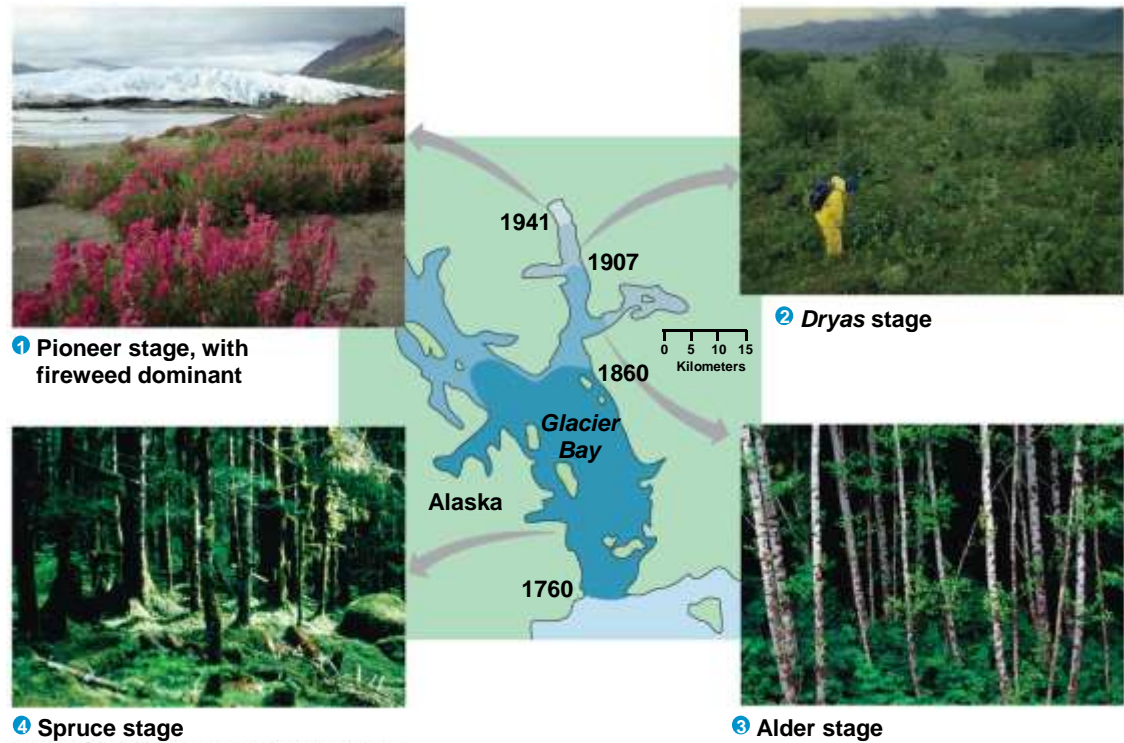 1941
1907
1 Pioneer stage, with
fireweed dominant
2 Dryas stage
0 5 10 15
Kilometers
1860
Glacier
Bay
Alaska
1760
4 Spruce stage
3 Alder stage